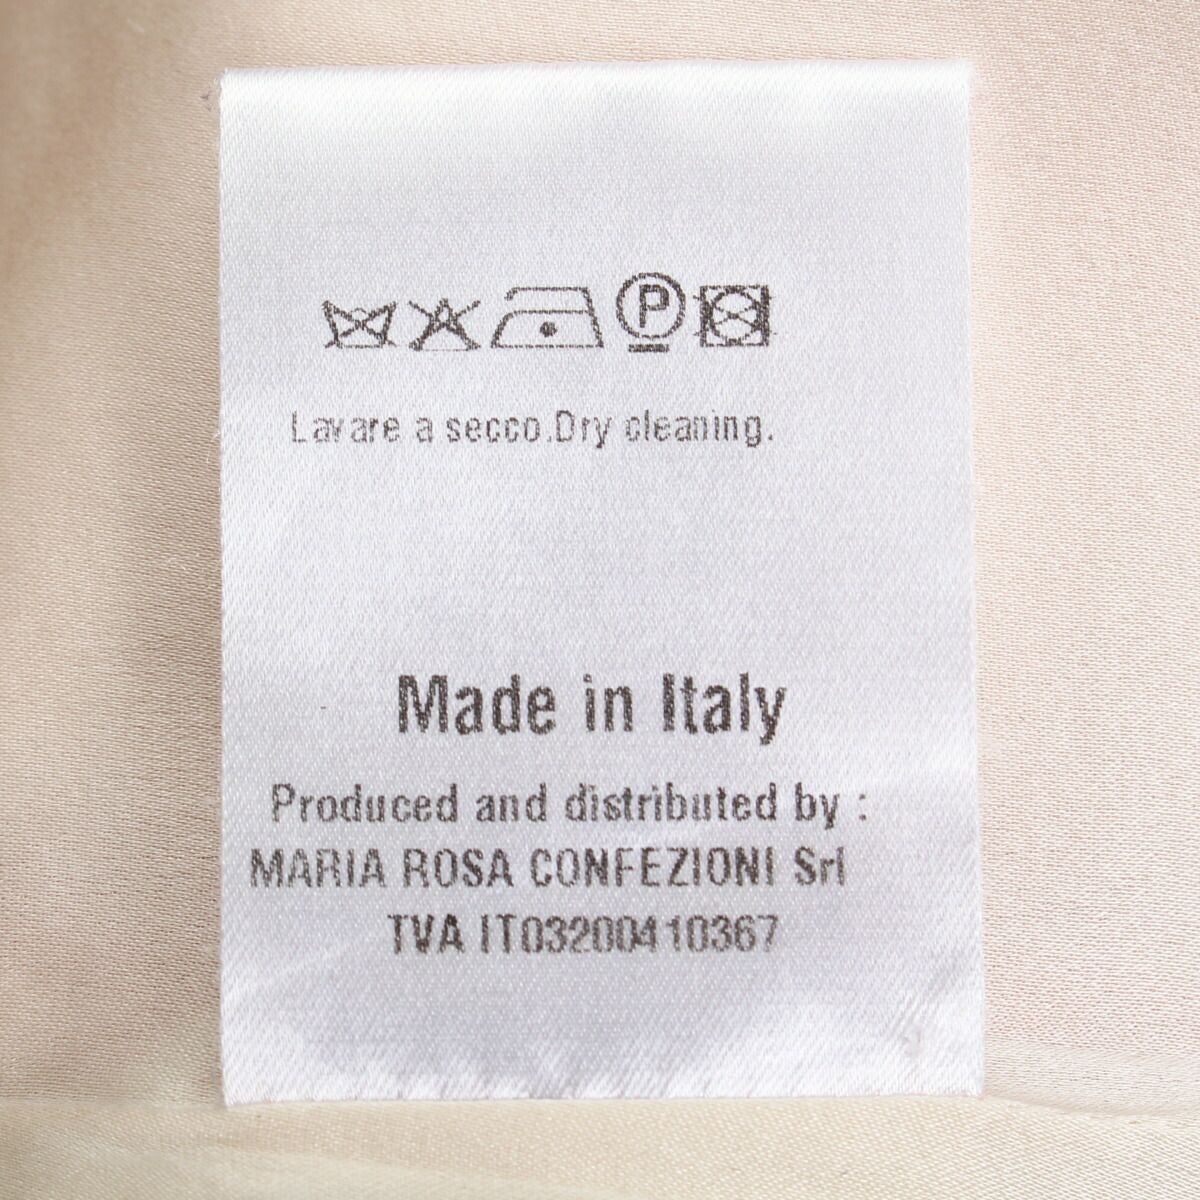 P
Lavare a secco.Dry cleaning.
Made in Italy
Produced and distributed by :
MARIA ROSA CONFEZIONI Srl
TVA IT03200410367